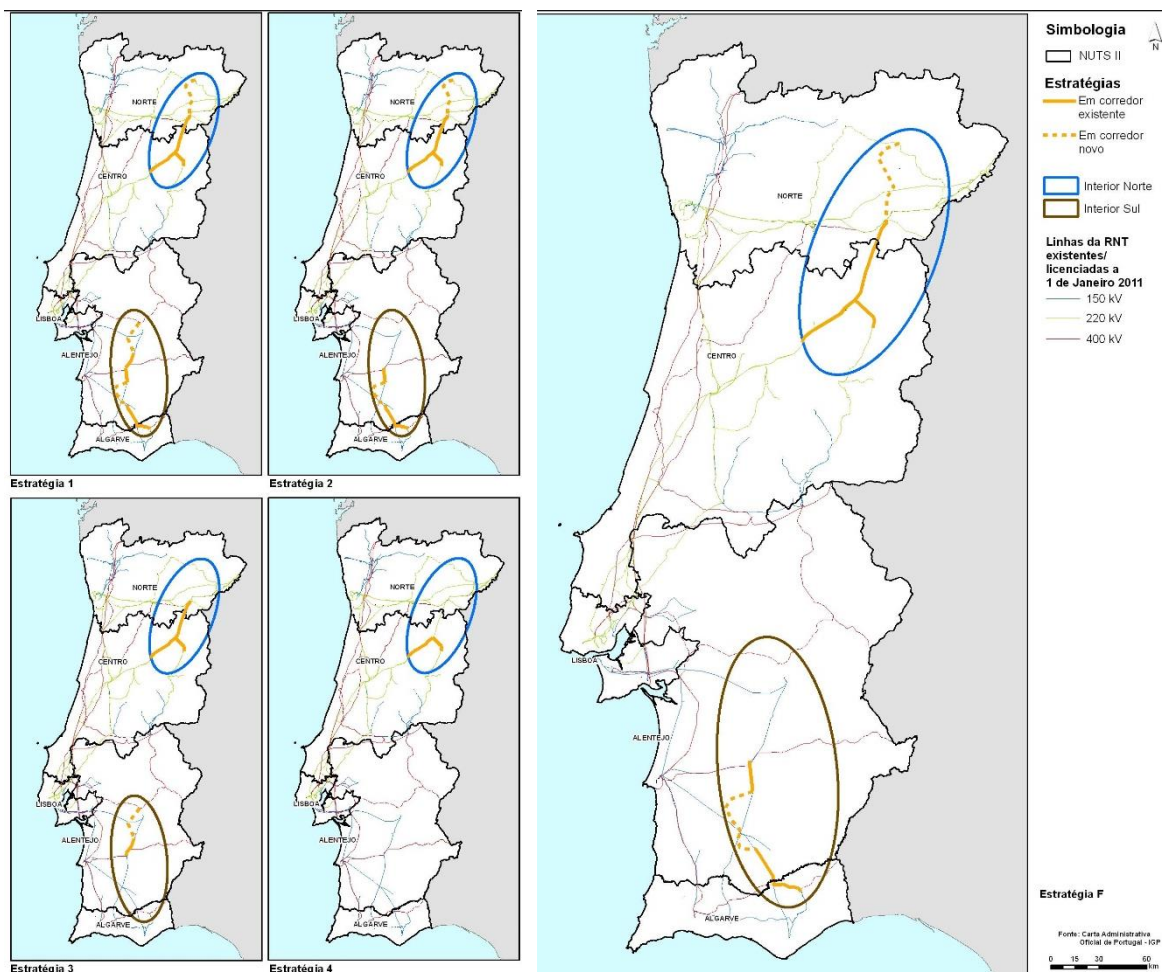 NORTE
CENTRO
LISBOA
ALENTEJO
ALGARVE
Estratégia 1
NORTE
CENTRO
LISBOA
ALENTEJO
ALGARVE
Estratégia 2
NORTE
CENTRO
LISBOA
ALENTEJO
ALGARVE
Estratégia 3
NORTE
CENTRO
LISBOA
ALENTEJO
ALGARVE
Estratégia 4
NORTE
CENTRO
LISBOA
ALENTEJO
ALGARVE
Simbologia
N
NUTS II
Estratégias
Em corredor
existente
Em corredor
novo
Interior Norte
Interior Sul
Linhas da RNT
existentes/
licenciadas a
1 de Janeiro 2011
150 kV
220 kV
400 kV
Estratégia F
Fonte: Carta Administrativa
Oficial de Portugal - IGP
0 15 30 60
km